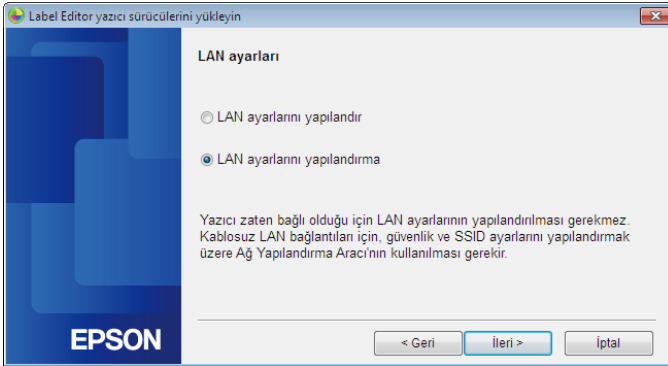 Label Editor yazıcı sürücülerini yükleyin
LAN ayarları
LAN ayarlarını yapılandır
LAN ayarlarını yapılandırma
Yazıcı zaten bağlı olduğu için LAN ayarlarının yapılandırılması gerekmez.
Kablosuz LAN bağlantıları için, güvenlik ve SSID ayarlarını yapılandırmak
üzere Ağ Yapılandırma Aracı'nın kullanılması gerekir.
EPSON
< Geri İleri > İptal